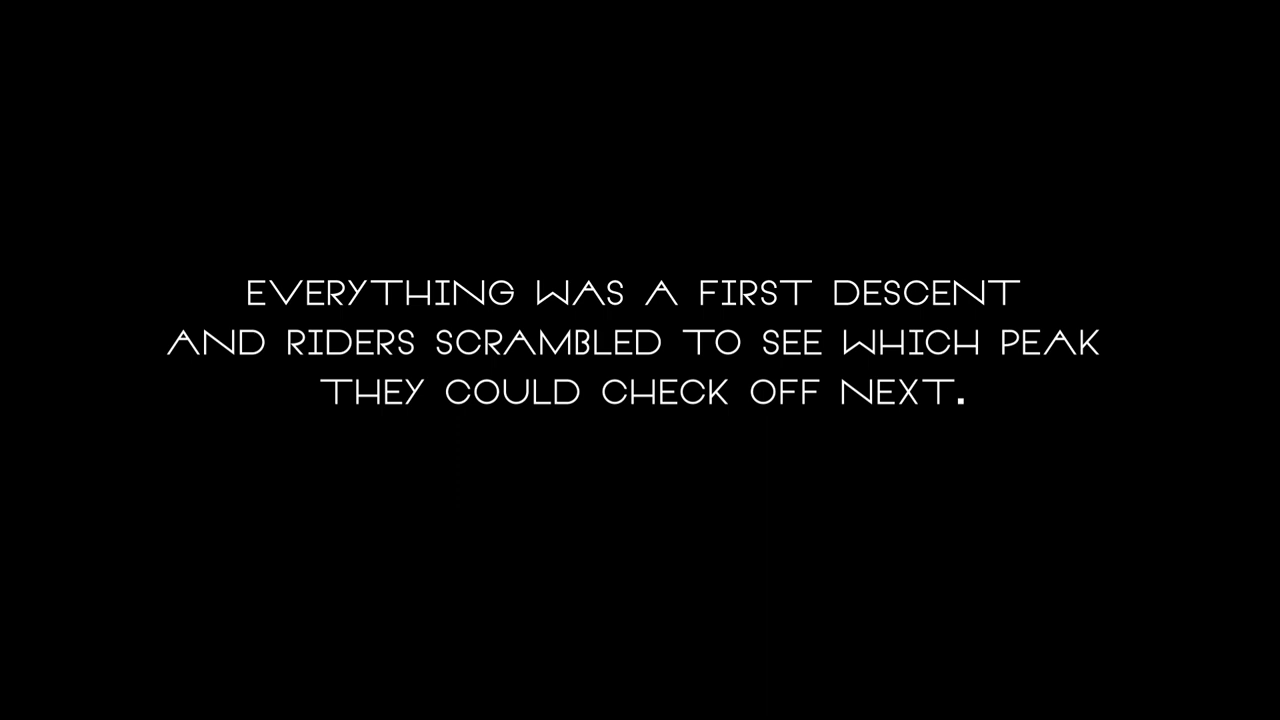 EVERYTHING WAS A FIRST DESCENT
AND RIDERS SCRAMBLED TO SEE WHICH PEAK
THEY COULD CHECK OFF NEXT.